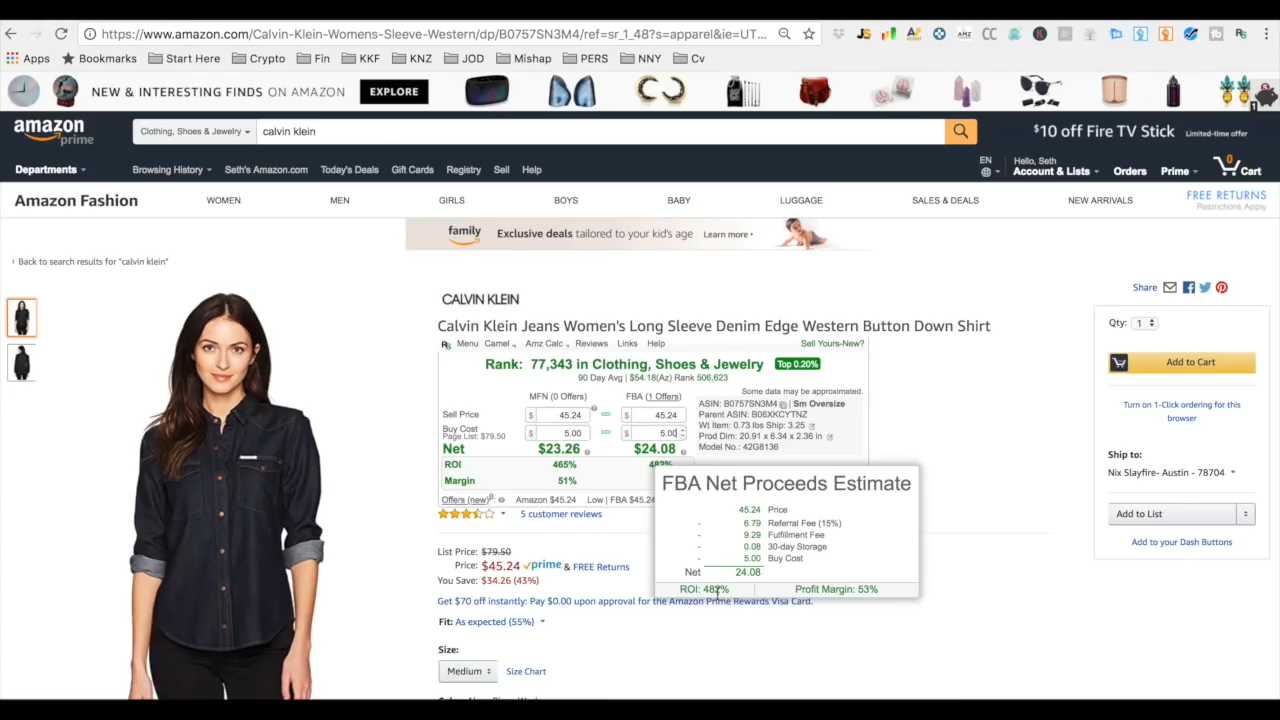 https://www.amazon.com/Calvin-Klein-Womens-Sleeve-Western/dp/B0757SN3M4/ref=sr_1_48?s=apparel&ie=UT...
Apps Bookmarks Start Here Crypto Fin KKF KNZ JOD Mishap PERS NNY Cv
NEW & INTERESTING FINDS ON AMAZON EXPLORE
amazon prime
Clothing, Shoes & Jewelry calvin klein
$10 off Fire TV Stick Limited-time offer
Departments Browsing History Seth's Amazon.com Today's Deals Gift Cards Registry Sell Help
EN Hello, Seth
Account & Lists Orders Prime 0 Cart
Amazon Fashion WOMEN MEN GIRLS BOYS BABY LUGGAGE SALES & DEALS NEW ARRIVALS
FREE RETURNS
Restrictions Apply
amazon family Exclusive deals tailored to your kid's age Learn more
‹ Back to search results for "calvin klein"
CALVIN KLEIN
Calvin Klein Jeans Women's Long Sleeve Denim Edge Western Button Down Shirt
Menu Camel Amz Calc Reviews Links Help Sell Yours-New?
Rank: 77,343 in Clothing, Shoes & Jewelry Top 0.20%
90 Day Avg | $54.18(Az) Rank 506,623
Some data may be approximated.
MFN (0 Offers) FBA (1 Offers)
Sell Price $ 45.24 $ 45.24
Buy Cost $ 5.00 $ 5.00
Page List: $79.50
Net $23.26 $24.08
ROI 465% 482%
Margin 51%
Offers (new) Amazon $45.24 Low | FBA $45.24
ASIN: B0757SN3M4 | Sm Oversize
Parent ASIN: B06XKCYTNZ
Wt Item: 0.73 lbs Ship: 3.25
Prod Dim: 20.91 x 6.34 x 2.36 in
Model No.: 42G8136
FBA Net Proceeds Estimate
45.24 Price
- 6.79 Referral Fee (15%)
- 9.29 Fulfillment Fee
- 0.08 30-day Storage
- 5.00 Buy Cost
Net 24.08
ROI: 482% Profit Margin: 53%
5 customer reviews
List Price: $79.50
Price: $45.24 prime & FREE Returns
You Save: $34.26 (43%)
Get $70 off instantly: Pay $0.00 upon approval for the Amazon Prime Rewards Visa Card.
Fit: As expected (55%)
Size:
Medium Size Chart
Share
Qty: 1
Add to Cart
Turn on 1-Click ordering for this
browser
Ship to:
Nix Slayfire- Austin - 78704
Add to List
Add to your Dash Buttons